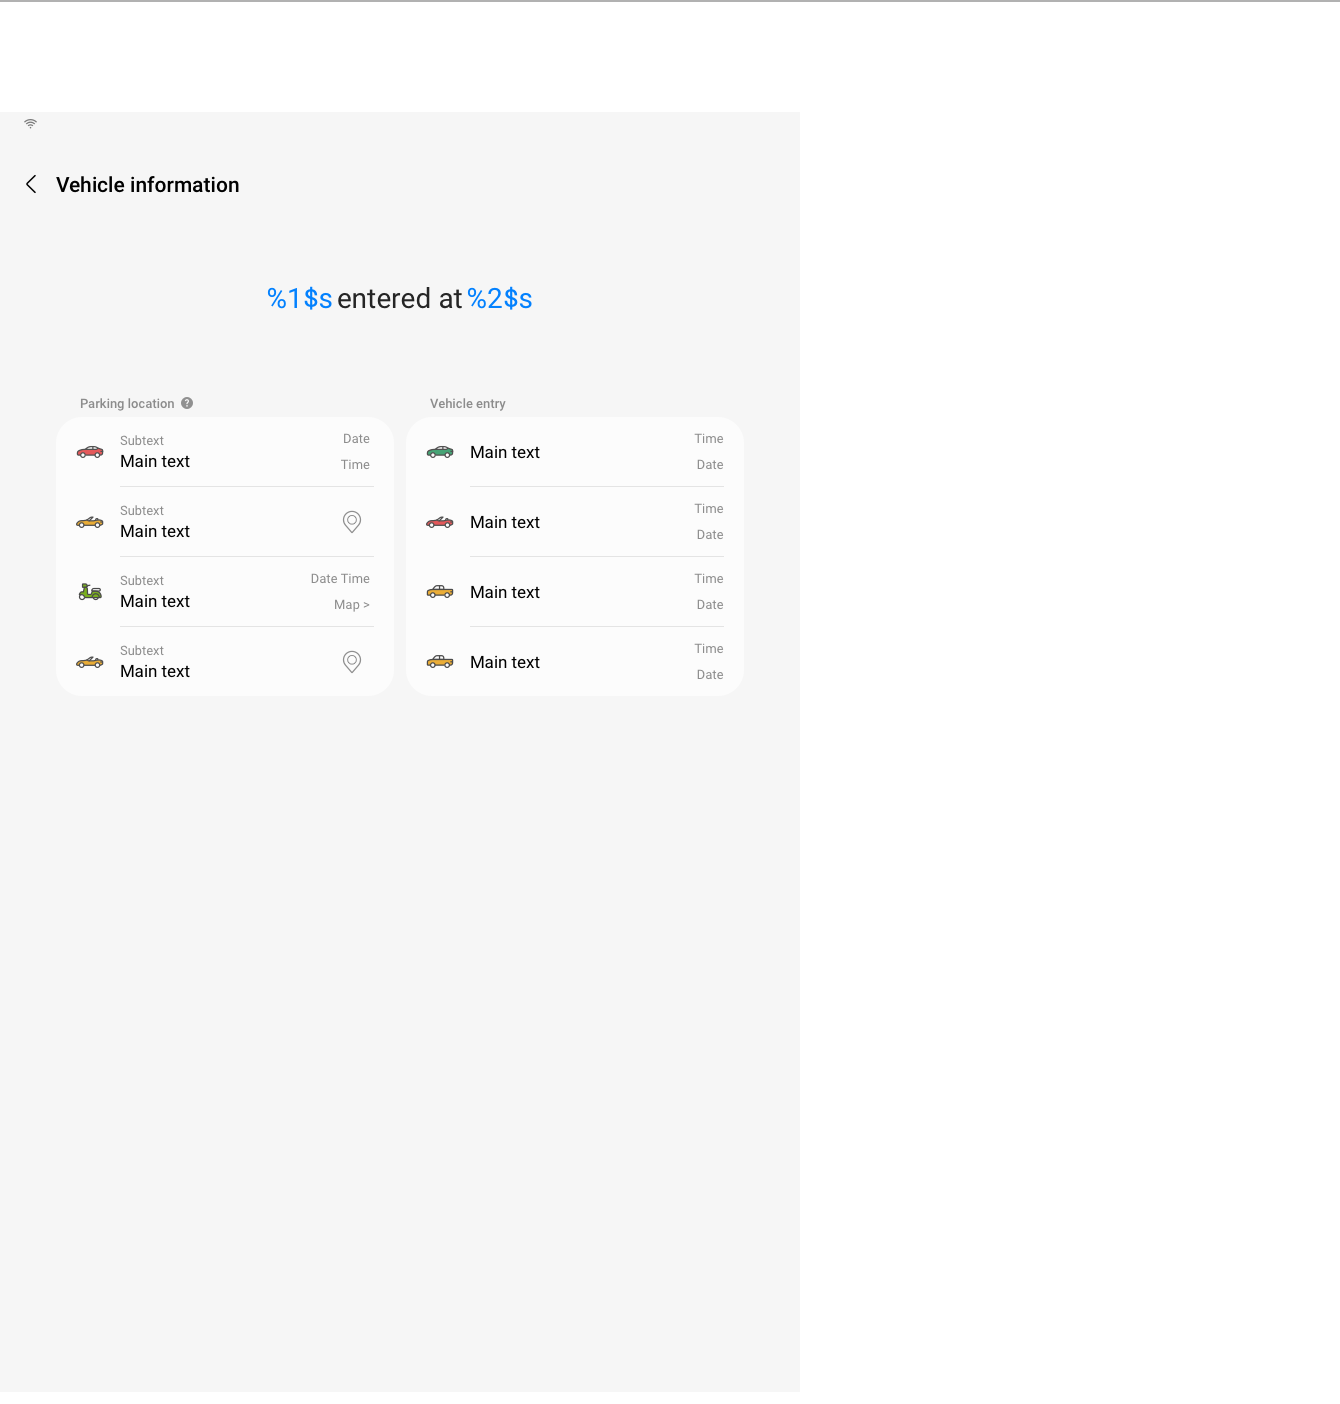 Vehicle information
%1$s entered at %2$s
Parking location ?
Subtext
Main text
Date
Time
Subtext
Main text
Subtext
Main text
Date Time
Map >
Subtext
Main text
Vehicle entry
Main text
Time
Date
Main text
Time
Date
Main text
Time
Date
Main text
Time
Date